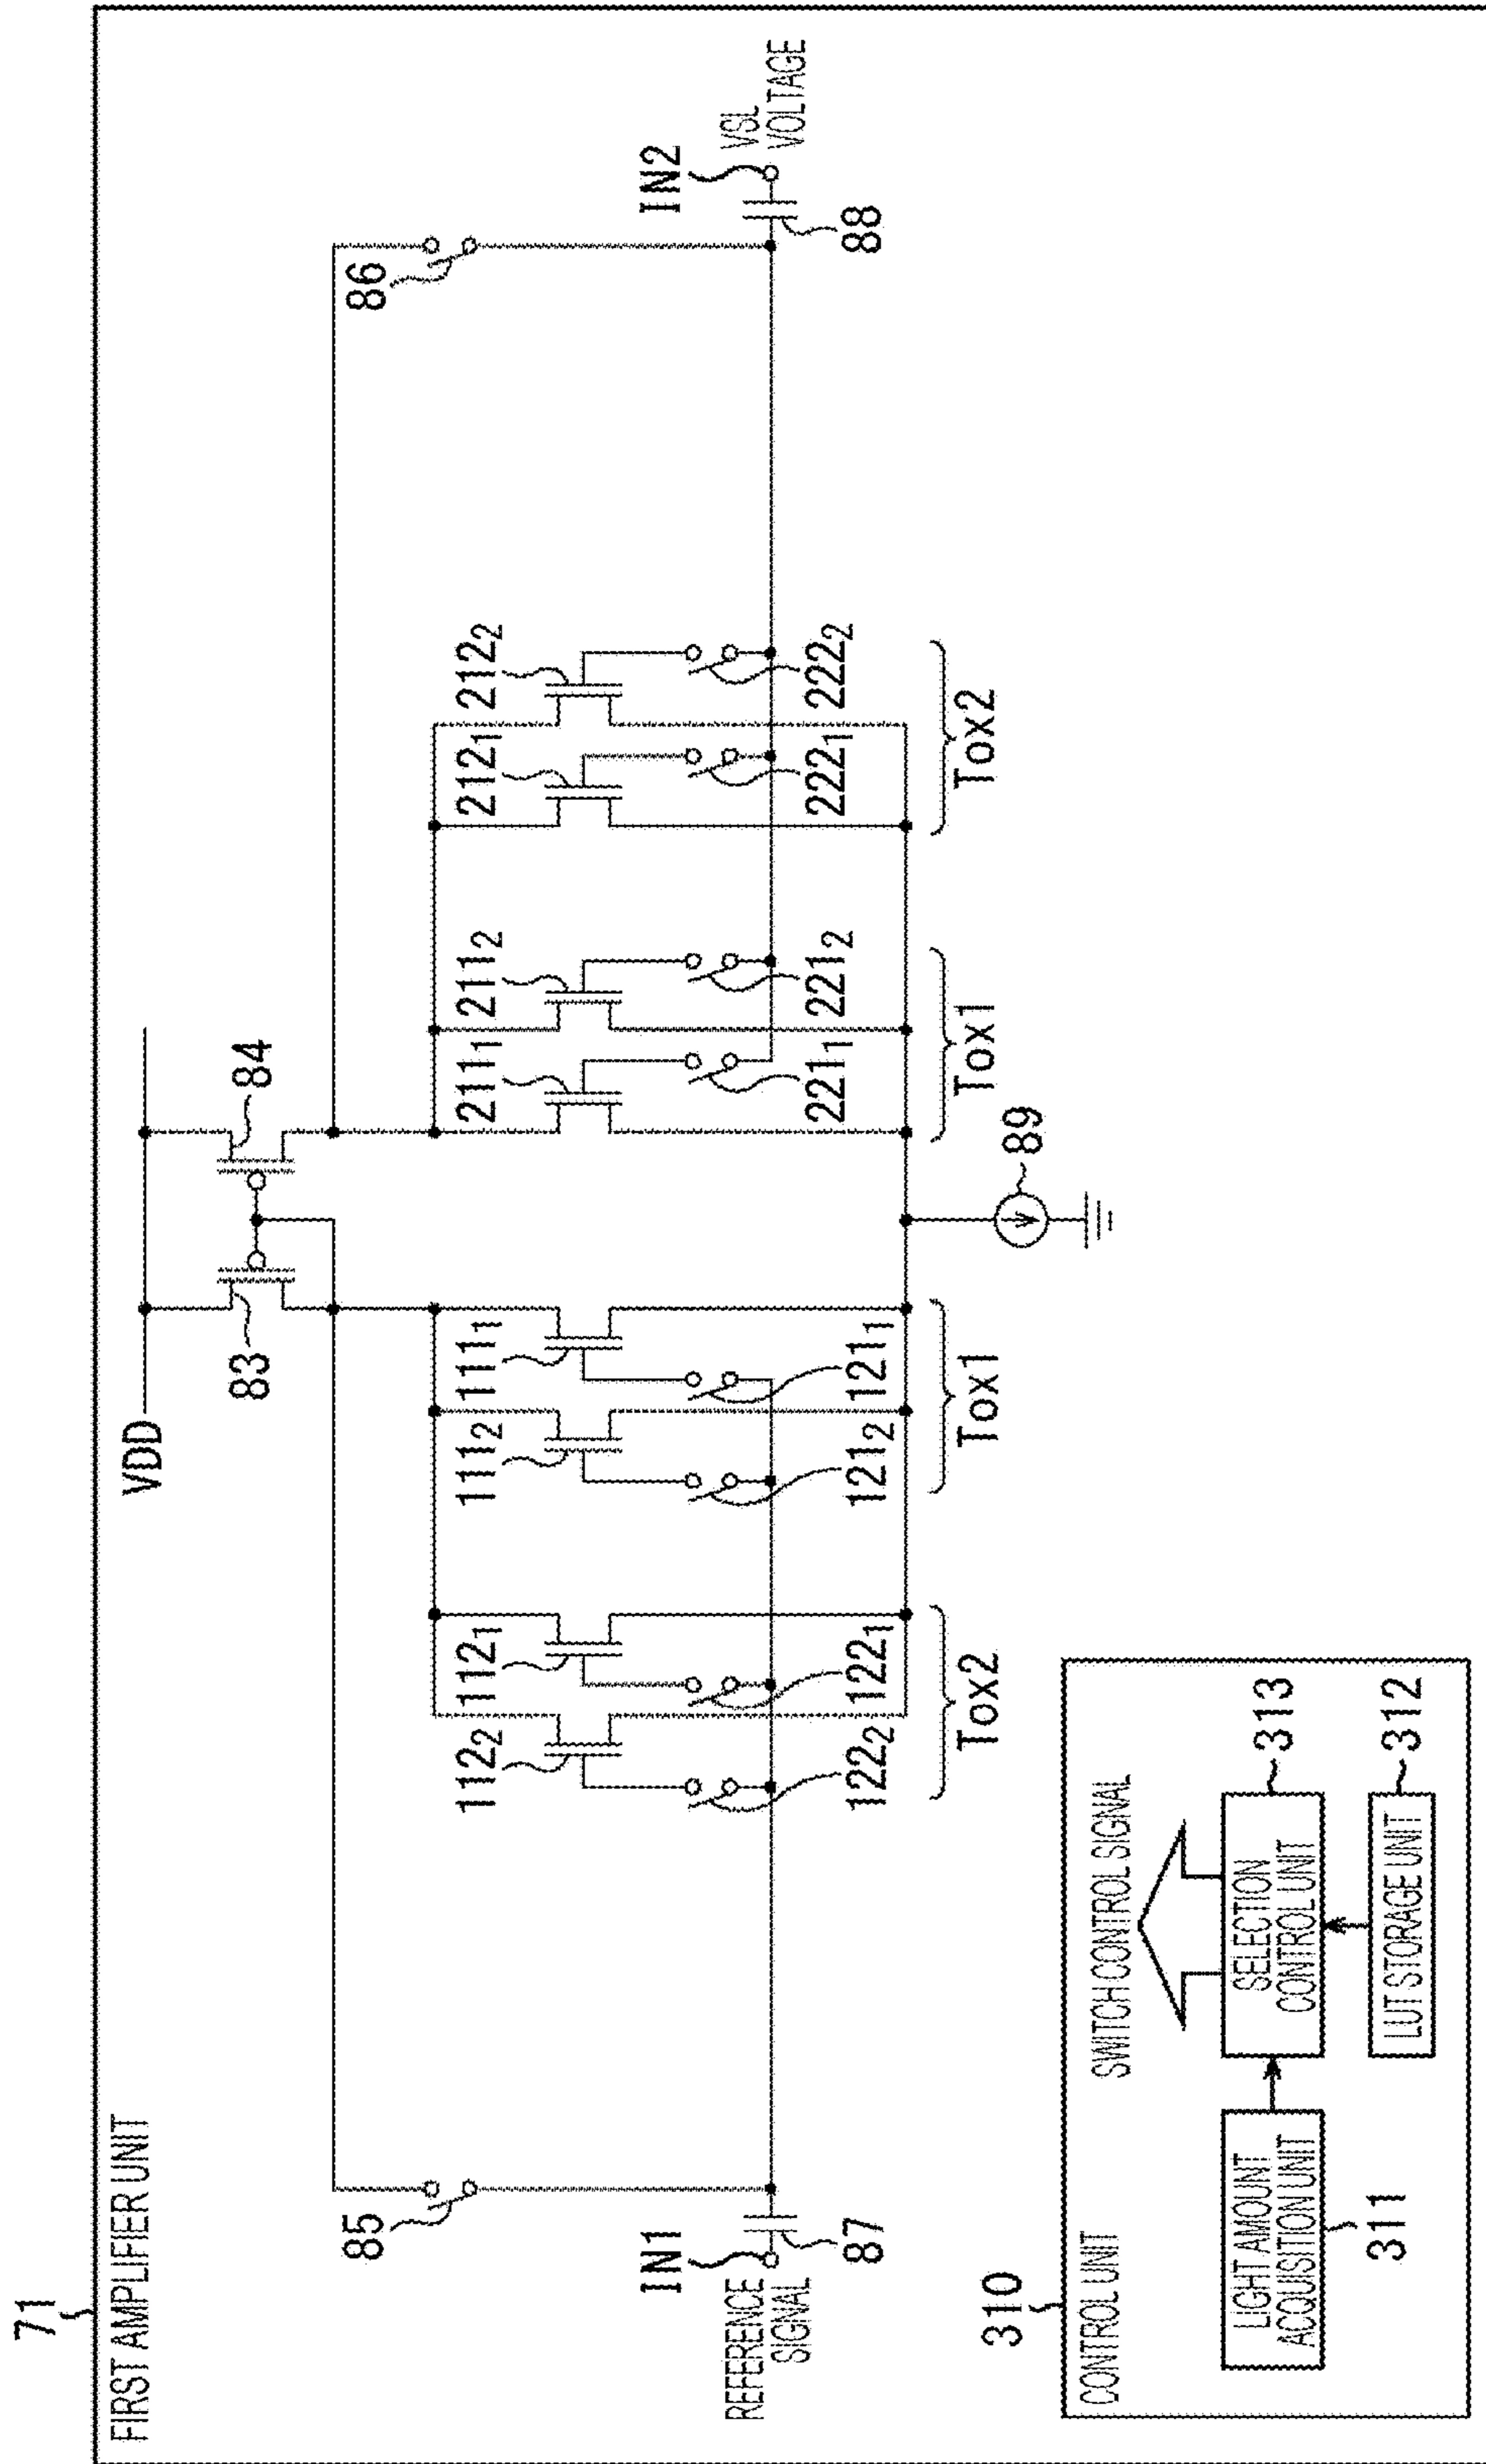 71
FIRST AMPLIFIER UNIT
VDD
83
84
85
86
111₂
111₁
211₁
211₂
112₂
112₁
212₁
212₂
IN1
REFERENCE
SIGNAL
87
IN2
VSL
VOLTAGE
88
122₂
122₁
121₂
121₁
221₁
221₂
222₁
222₂
Tox2
Tox1
Tox1
Tox2
89
310
CONTROL UNIT
SWITCH CONTROL SIGNAL
LIGHT AMOUNT
ACQUISITION UNIT
311
SELECTION
CONTROL UNIT
313
LUT STORAGE UNIT
312